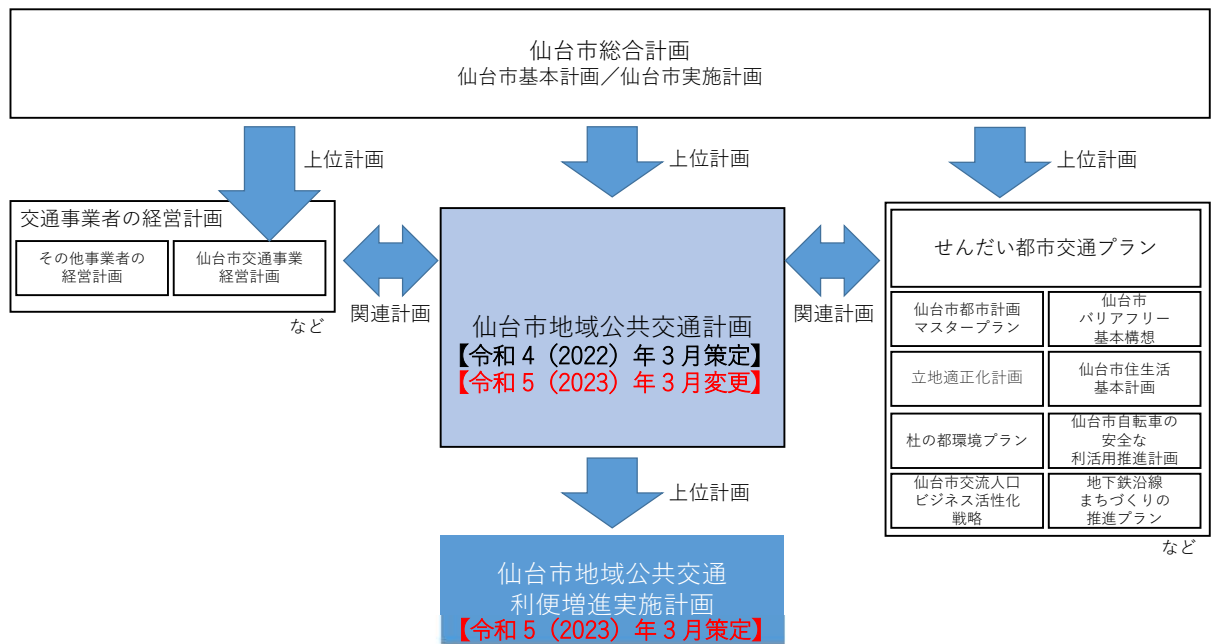 仙台市総合計画
仙台市基本計画／仙台市実施計画
上位計画
上位計画
上位計画
交通事業者の経営計画
その他事業者の
経営計画
仙台市交通事業
経営計画
など
関連計画
仙台市地域公共交通計画
【令和４（2022）年３月策定】
【令和５（2023）年３月変更】
関連計画
せんだい都市交通プラン
仙台市都市計画
マスタープラン
仙台市
バリアフリー
基本構想
立地適正化計画
仙台市住生活
基本計画
杜の都環境プラン
仙台市自転車の
安全な
利活用推進計画
仙台市交流人口
ビジネス活性化
戦略
地下鉄沿線
まちづくりの
推進プラン
など
上位計画
仙台市地域公共交通
利便増進実施計画
【令和５（2023）年３月策定】